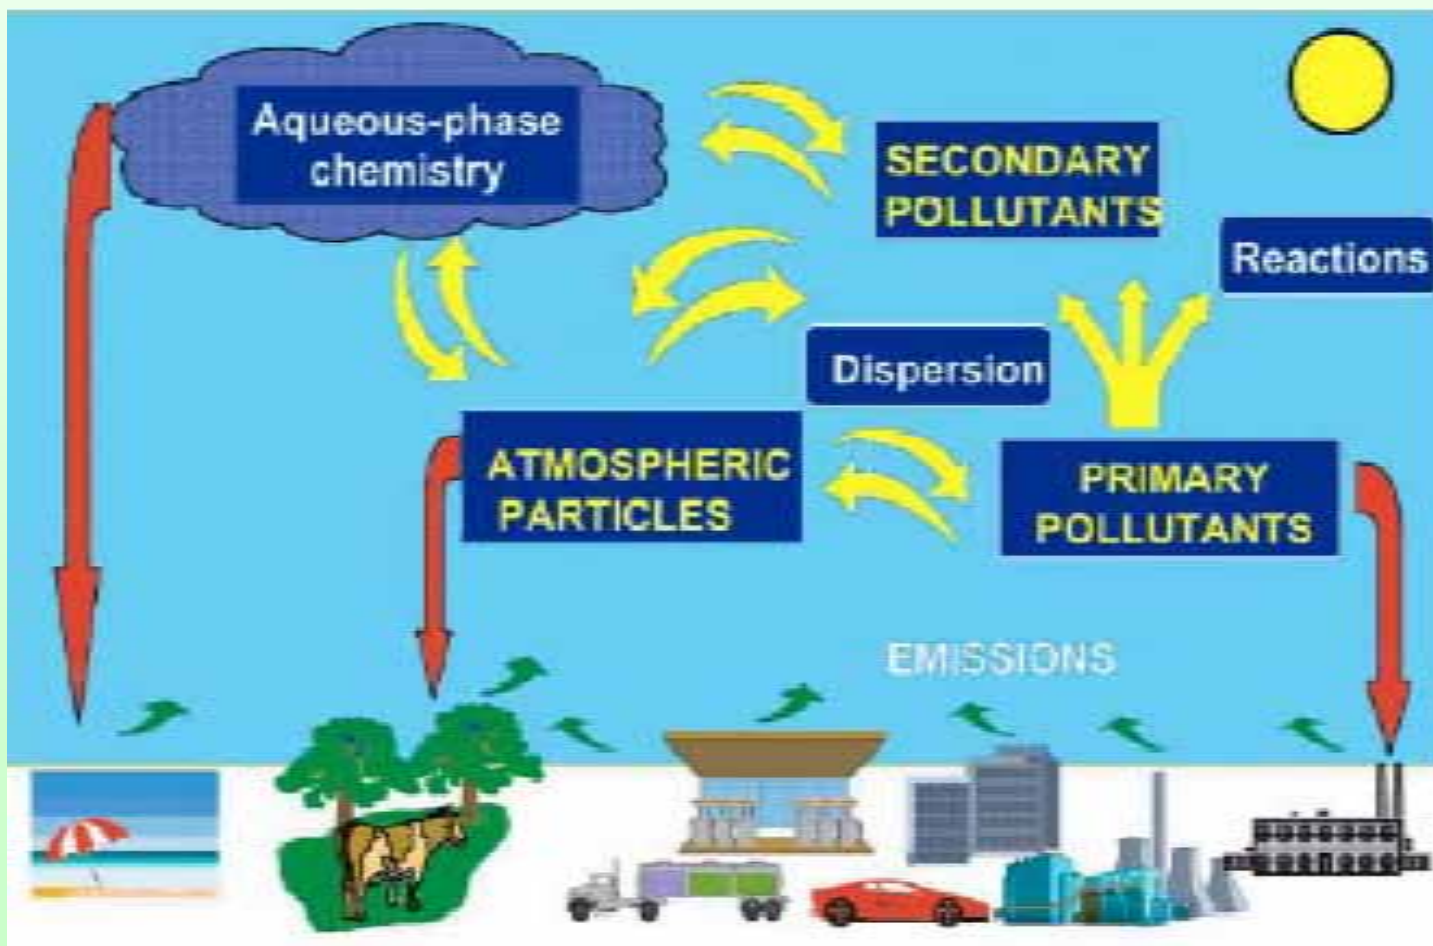 Aqueous-phase
chemistry
SECONDARY
POLLUTANTS
Reactions
Dispersion
ATMOSPHERIC
PARTICLES
PRIMARY
POLLUTANTS
EMISSIONS